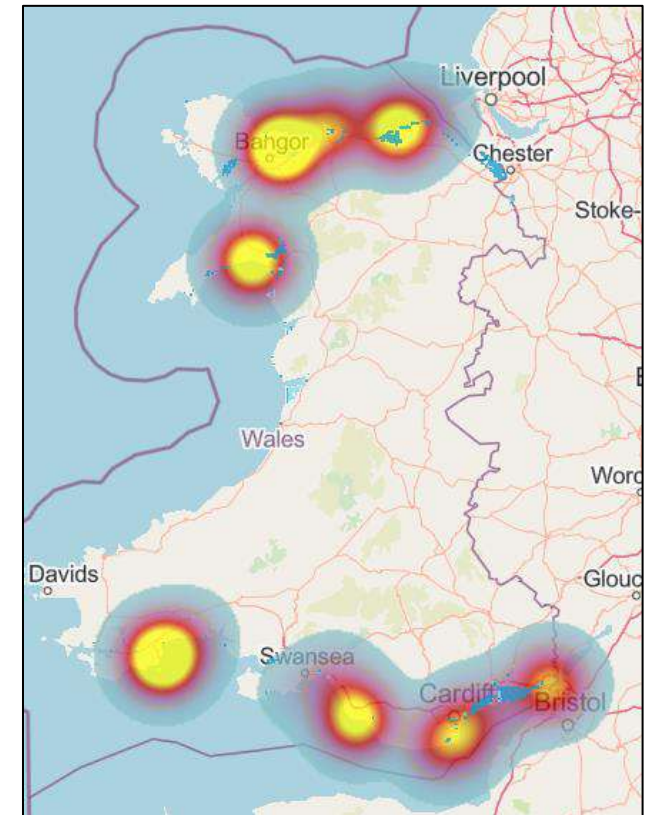 Liverpool
Bangor
Chester
Stoke-
Wales
Worc
Davids
Glouc
Swansea
Cardiff
Bristol